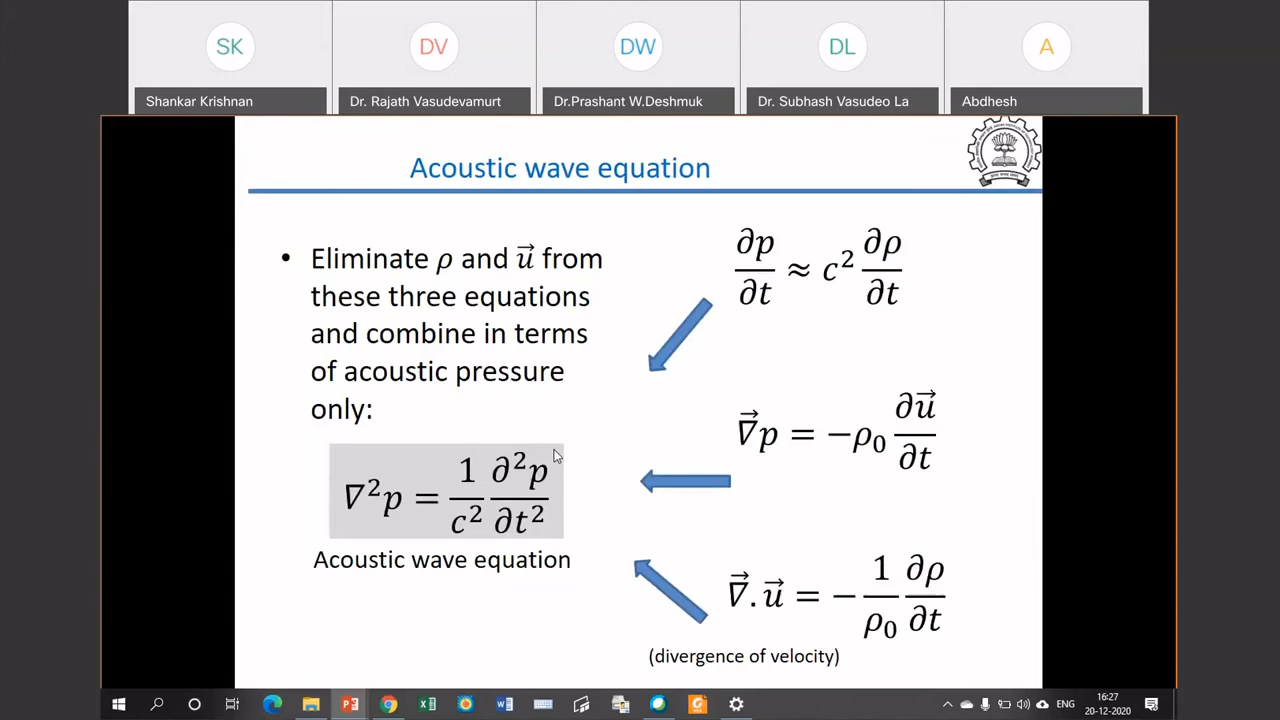 SK
DV
DW
DL
A
Shankar Krishnan
Dr. Rajath Vasudevamurt
Dr.Prashant W.Deshmuk
Dr. Subhash Vasudeo La
Abdhesh
Acoustic wave equation
• Eliminate ρ and u⃗ from
these three equations
and combine in terms
of acoustic pressure
only:
∇²p = 1/c² ∂²p/∂t²
Acoustic wave equation
∂p/∂t ≈ c² ∂ρ/∂t
∇⃗p = −ρ₀ ∂u⃗/∂t
∇⃗.u⃗ = − 1/ρ₀ ∂ρ/∂t
(divergence of velocity)
ENG
16:27
20-12-2020